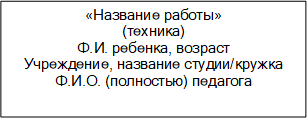 «Название работы»
(техника)
Ф.И. ребенка, возраст
Учреждение, название студии/кружка
Ф.И.О. (полностью) педагога